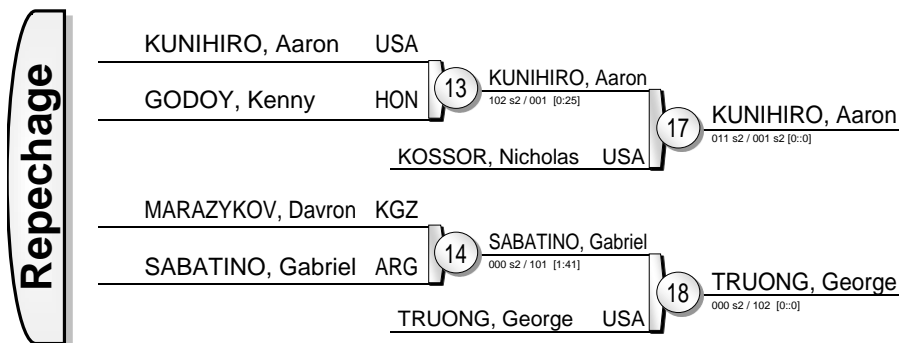 Repechage
KUNIHIRO, Aaron USA
GODOY, Kenny HON
13
KUNIHIRO, Aaron
102 s2 / 001 [0:25]
KOSSOR, Nicholas USA
17
KUNIHIRO, Aaron
011 s2 / 001 s2 [0::0]
MARAZYKOV, Davron KGZ
SABATINO, Gabriel ARG
14
SABATINO, Gabriel
000 s2 / 101 [1:41]
TRUONG, George USA
18
TRUONG, George
000 s2 / 102 [0::0]